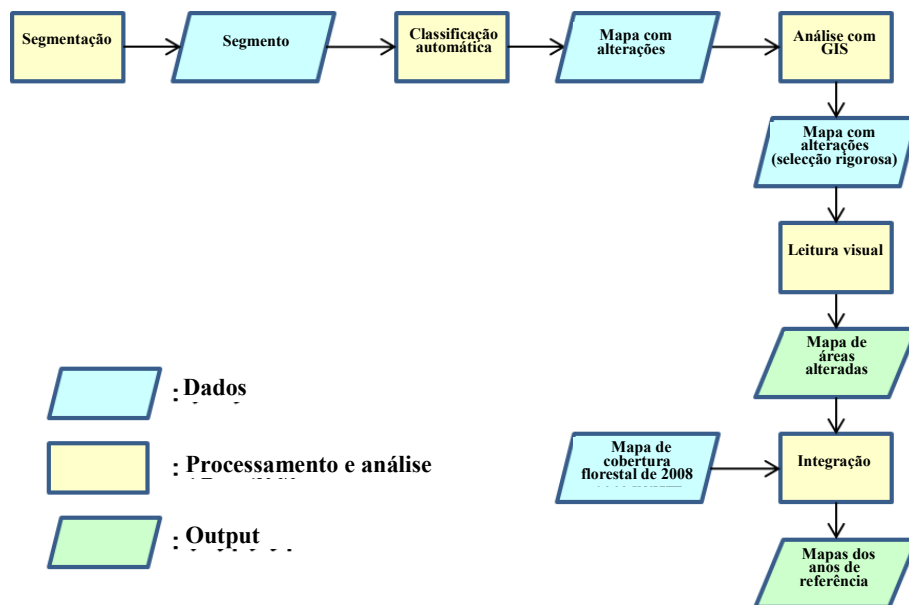 Segmentação
Segmento
Classificação
automática
Mapa com
alterações
Análise com
GIS
Mapa com
alterações
(selecção rigorosa)
Leitura visual
Mapa de
áreas
alteradas
Mapa de
cobertura
florestal de 2008
Integração
Mapas dos
anos de
referência
: Dados
: Processamento e análise
: Output